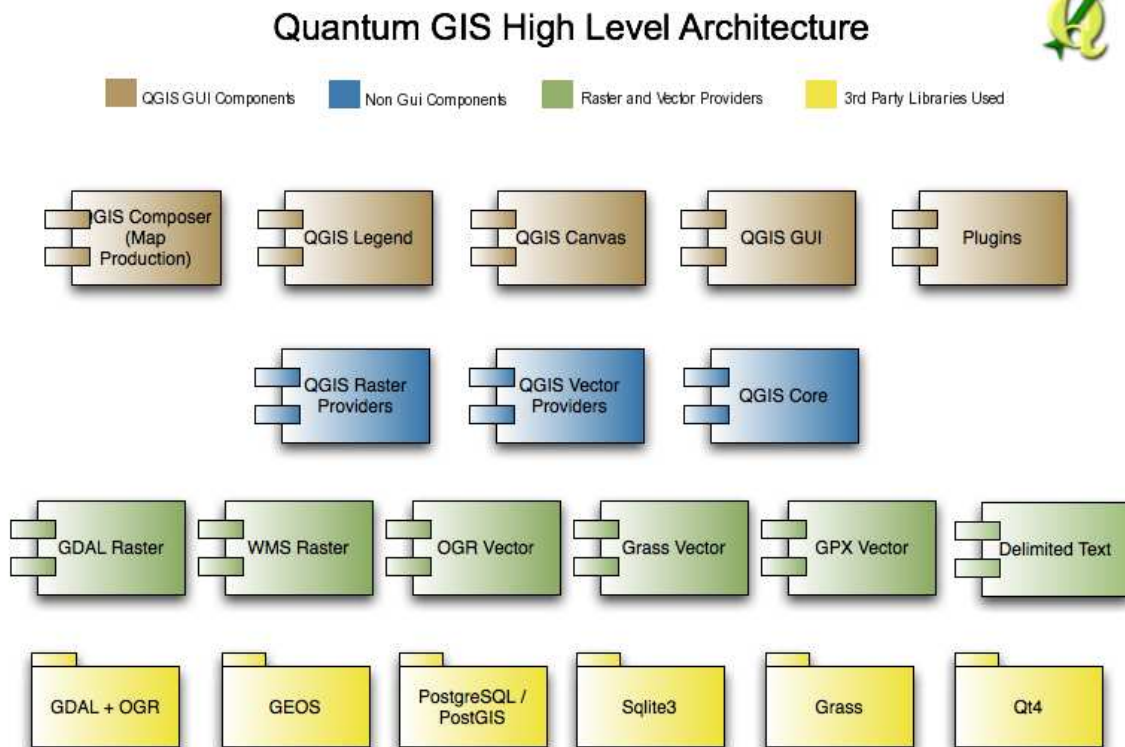 Quantum GIS High Level Architecture
QGIS GUI Components
Non Gui Components
Raster and Vector Providers
3rd Party Libraries Used
QGIS Composer
(Map
Production)
QGIS Legend
QGIS Canvas
QGIS GUI
Plugins
QGIS Raster
Providers
QGIS Vector
Providers
QGIS Core
GDAL Raster
WMS Raster
OGR Vector
Grass Vector
GPX Vector
Delimited Text
GDAL + OGR
GEOS
PostgreSQL /
PostGIS
Sqlite3
Grass
Qt4